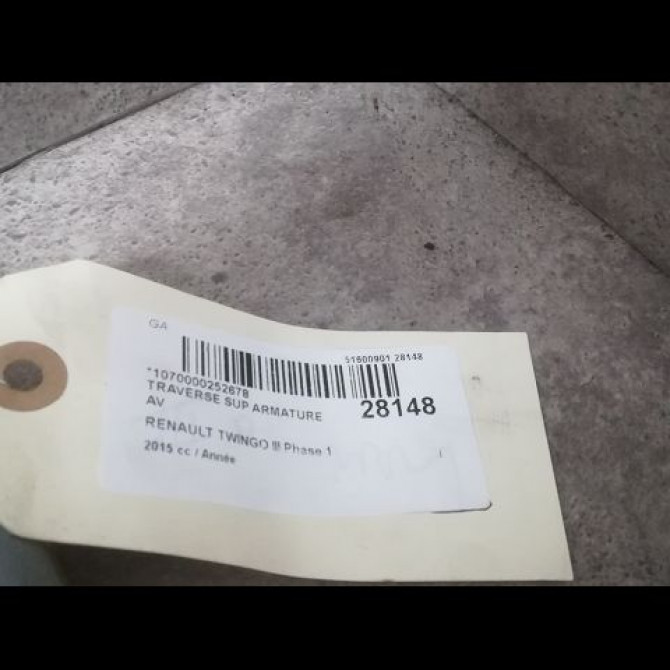 GA
51600901 28148
*1070000252678
TRAVERSE SUP ARMATURE
AV
28148
RENAULT TWINGO III Phase 1
2015 cc / Année